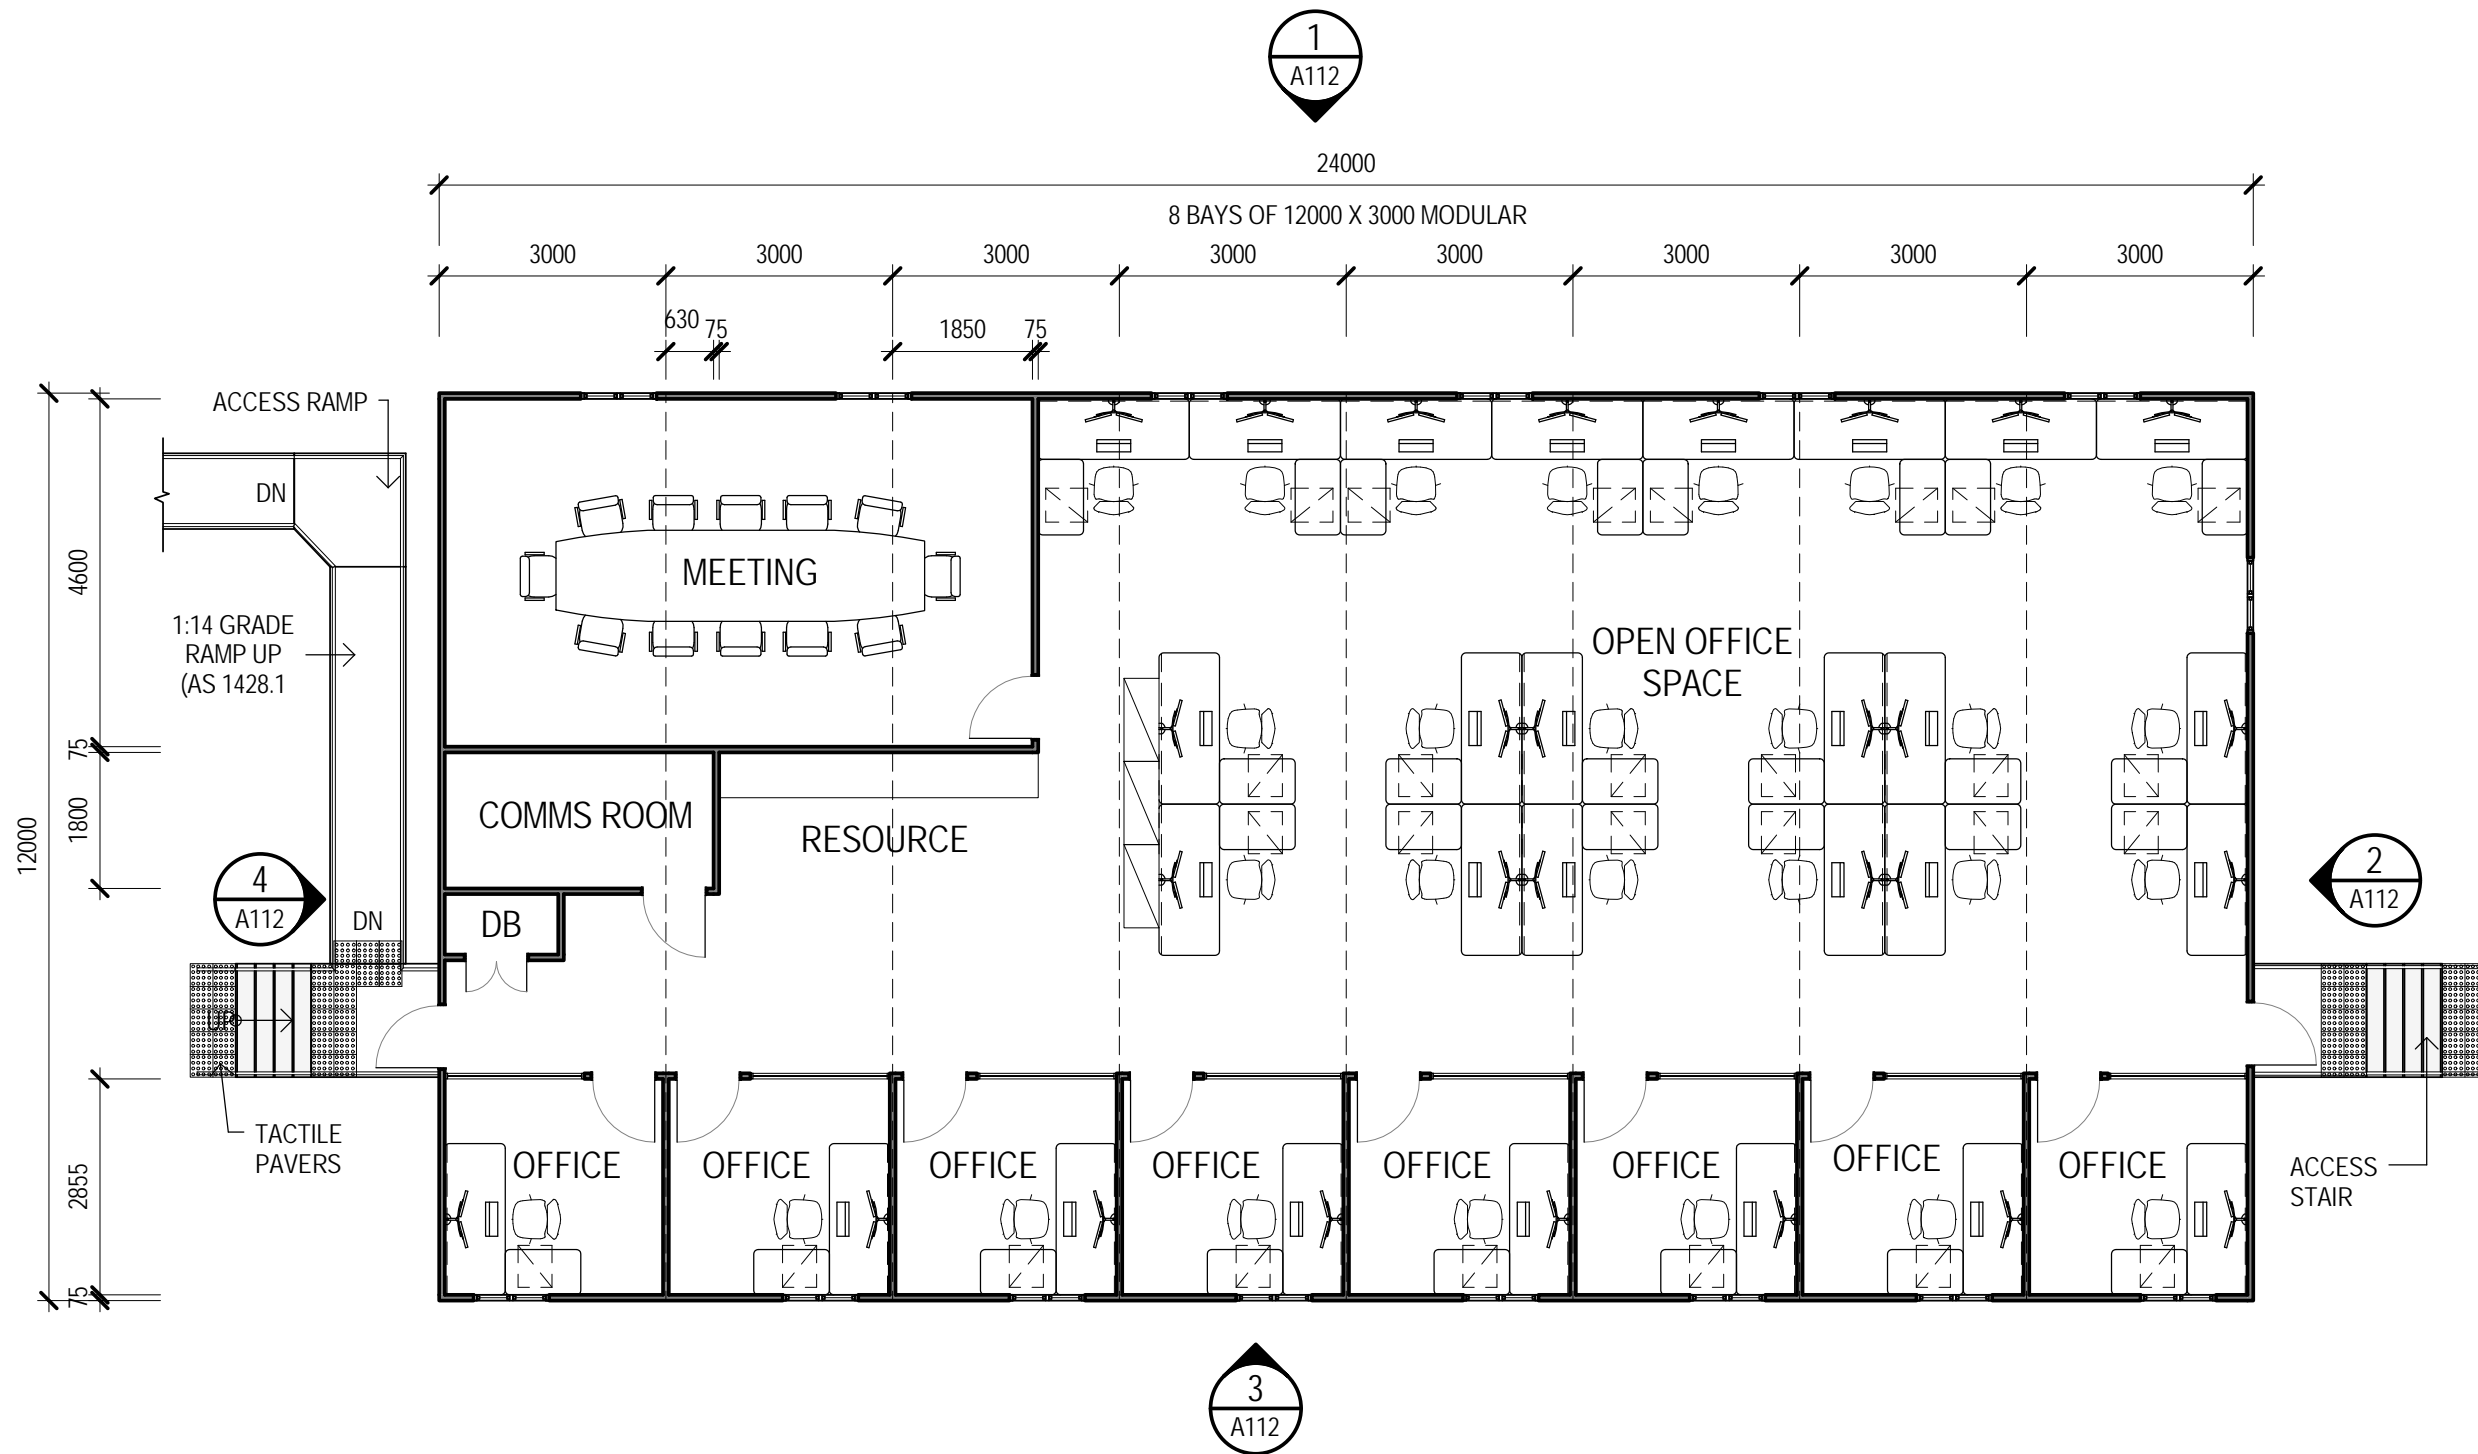 1
A112
24000
8 BAYS OF 12000 X 3000 MODULAR
3000
3000
3000
3000
3000
3000
3000
3000
630
75
1850
75
ACCESS RAMP
DN
4600
MEETING
1:14 GRADE
RAMP UP
(AS 1428.1
OPEN OFFICE
SPACE
75
1800
12000
COMMS ROOM
RESOURCE
4
A112
2
A112
DN
DB
UP
TACTILE
PAVERS
2855
OFFICE
OFFICE
OFFICE
OFFICE
OFFICE
OFFICE
OFFICE
OFFICE
ACCESS
STAIR
75
3
A112